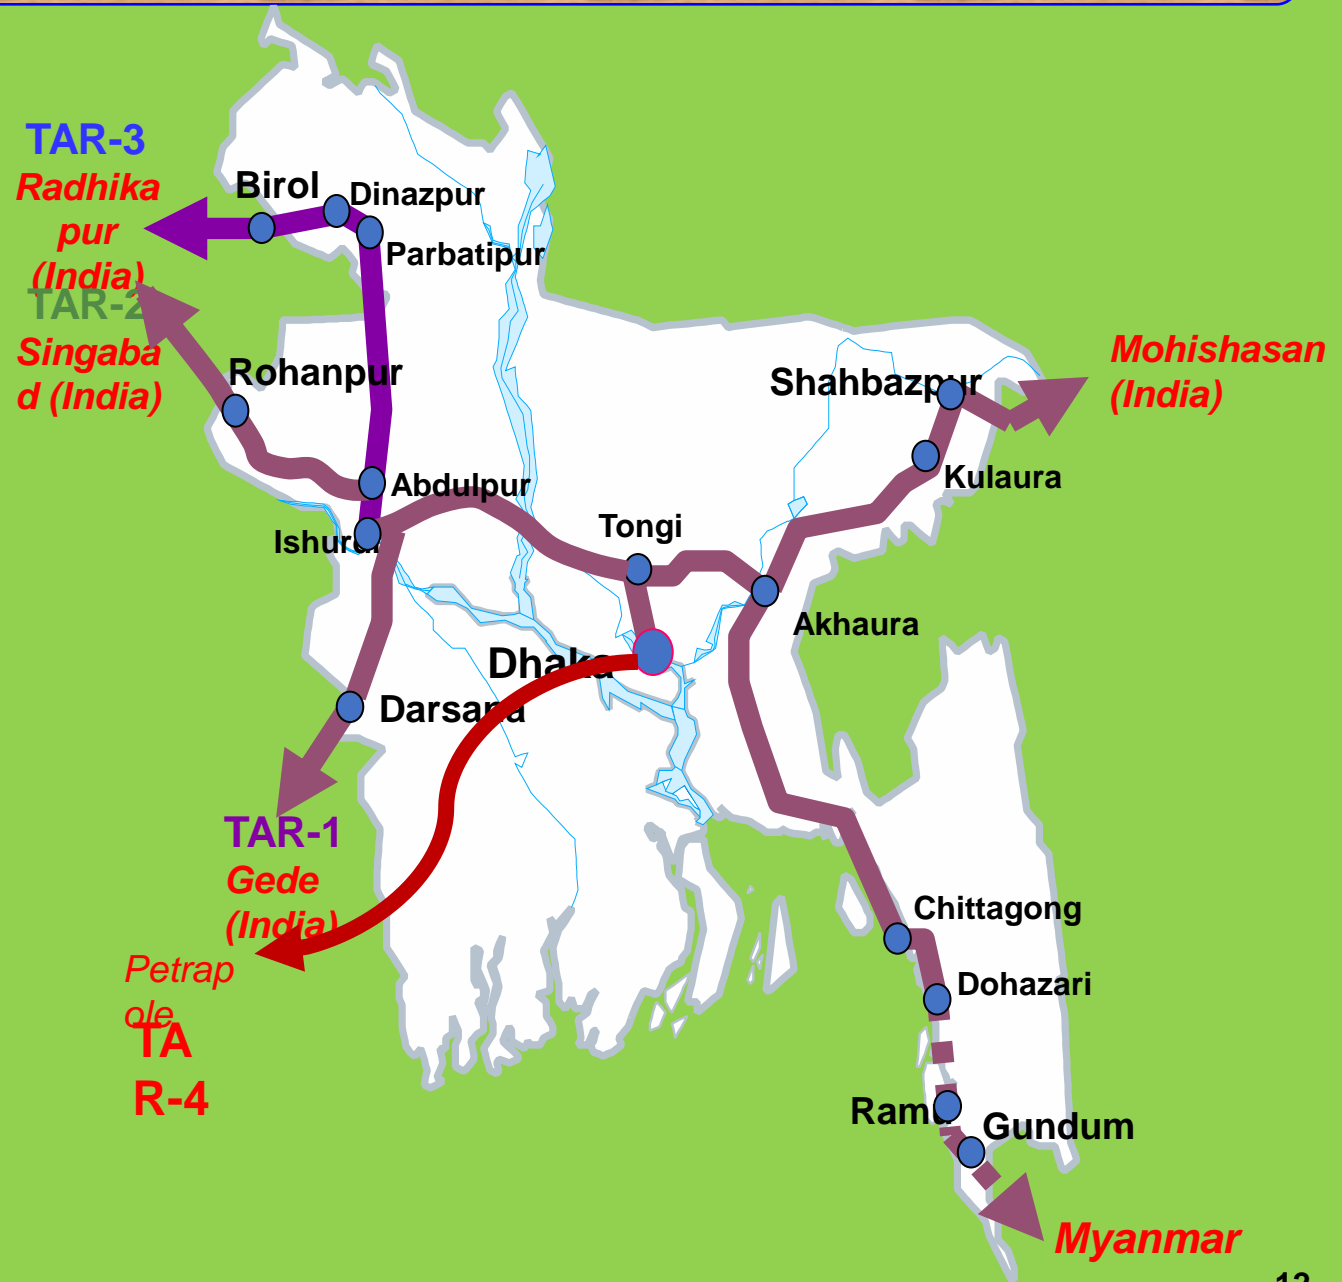 TAR-3
Radhika
pur
(India)
Birol
Dinazpur
Parbatipur
TAR-2
Singaba
d (India)
Rohanpur
Mohishasan
(India)
Shahbazpur
Kulaura
Abdulpur
Ishurdi
Tongi
Akhaura
Dhaka
Darsana
TAR-1
Gede
(India)
Petrap
ole
TA
R-4
Chittagong
Dohazari
Ramu
Gundum
Myanmar
12